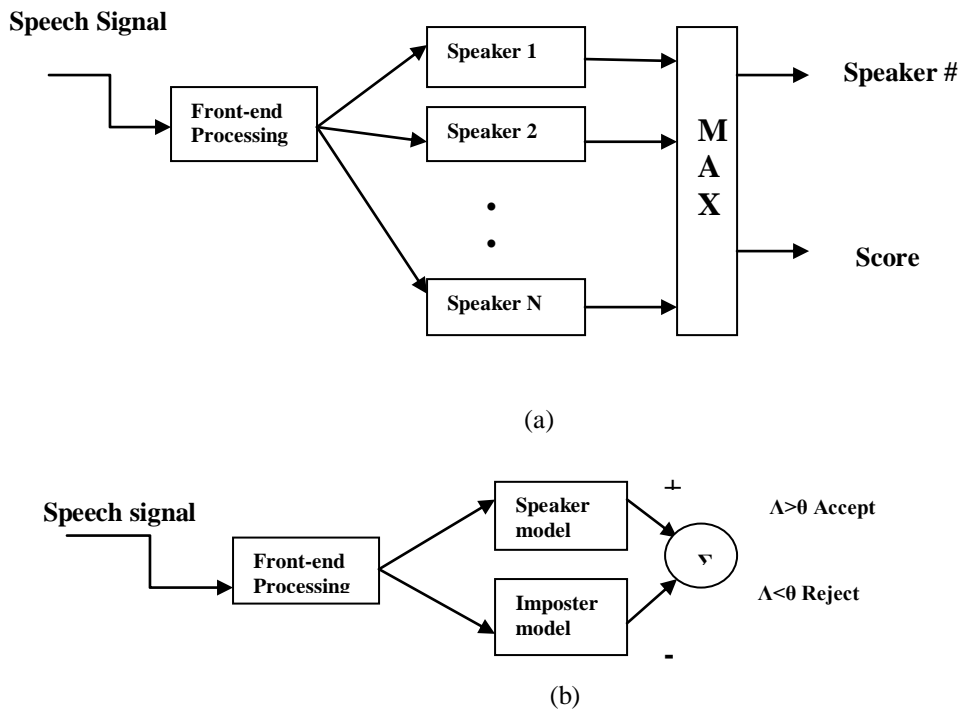 Speech Signal
Front-end
Processing
Speaker 1
Speaker 2
Speaker N
M
A
X
Speaker #
Score
(a)
Speech signal
Front-end
Processing
Speaker
model
Imposter
model
+
Σ
-
Λ>θ Accept
Λ<θ Reject
(b)